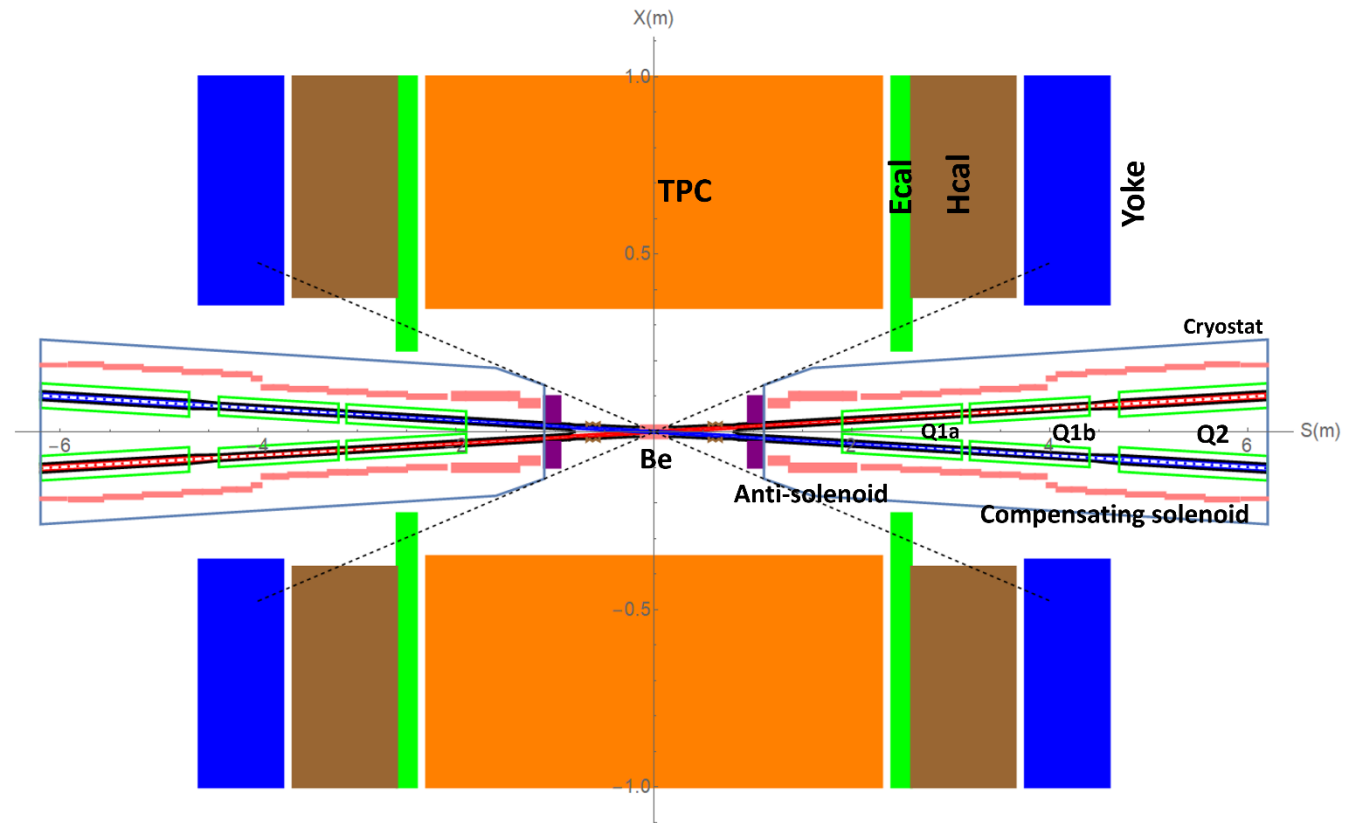 X(m)
1.0
TPC
Ecal
Hcal
Yoke
0.5
Cryostat
−6
−4
−2
2
4
6
S(m)
Q1a
Q1b
Q2
Be
Anti-solenoid
Compensating solenoid
−0.5
−1.0